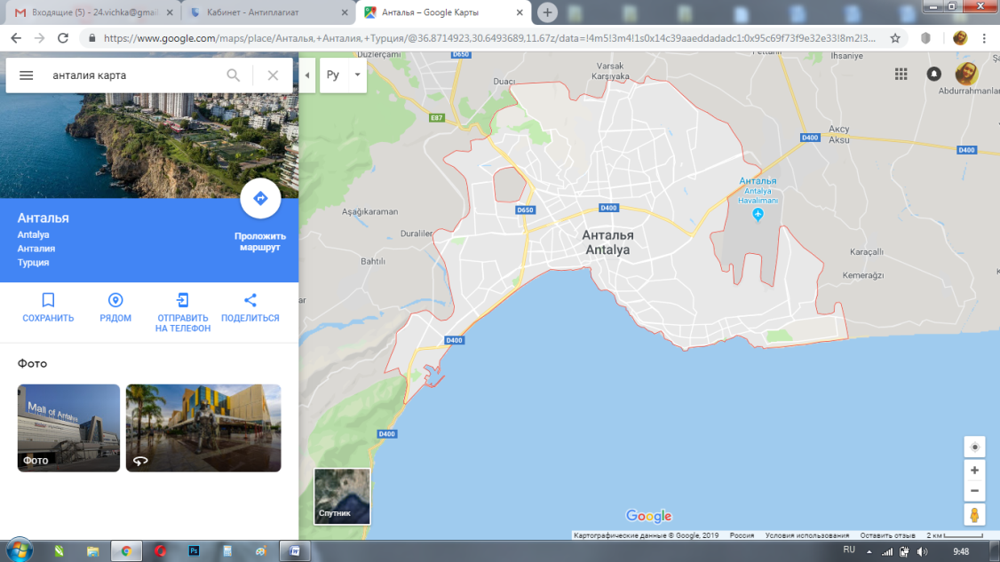 Входящие (5) - 24.vichka@gmail
Кабинет - Антиплагиат
Анталья – Google Карты
https://www.google.com/maps/place/Анталья,+Анталия,+Турция/@36.8714923,30.6493689,11.67z/data=!4m5!3m4!1s0x14c39aaeddadadc1:0x95c69f73f9e32e33!8m2!3...
анталия карта
Ру
Анталья
Antalya
Анталия
Турция
Проложить
маршрут
СОХРАНИТЬ
РЯДОМ
ОТПРАВИТЬ
НА ТЕЛЕФОН
ПОДЕЛИТЬСЯ
Фото
Mall of Antalya
Фото
Düzlerçami
D650
Duacı
Varsak
Karşıyaka
İhsaniye
Abdurrahmanlar
E87
Аксу
Aksu
D400
D400
Анталья
Antalya
Havalimanı
Aşağıkaraman
D650
D400
Duraliler
Анталья
Antalya
Bahtılı
Karaçallı
Kemerağzı
ar
D400
D400
Спутник
Google
Картографические данные © Google, 2019 Россия Условия использования Оставить отзыв 2 км
RU
9:48